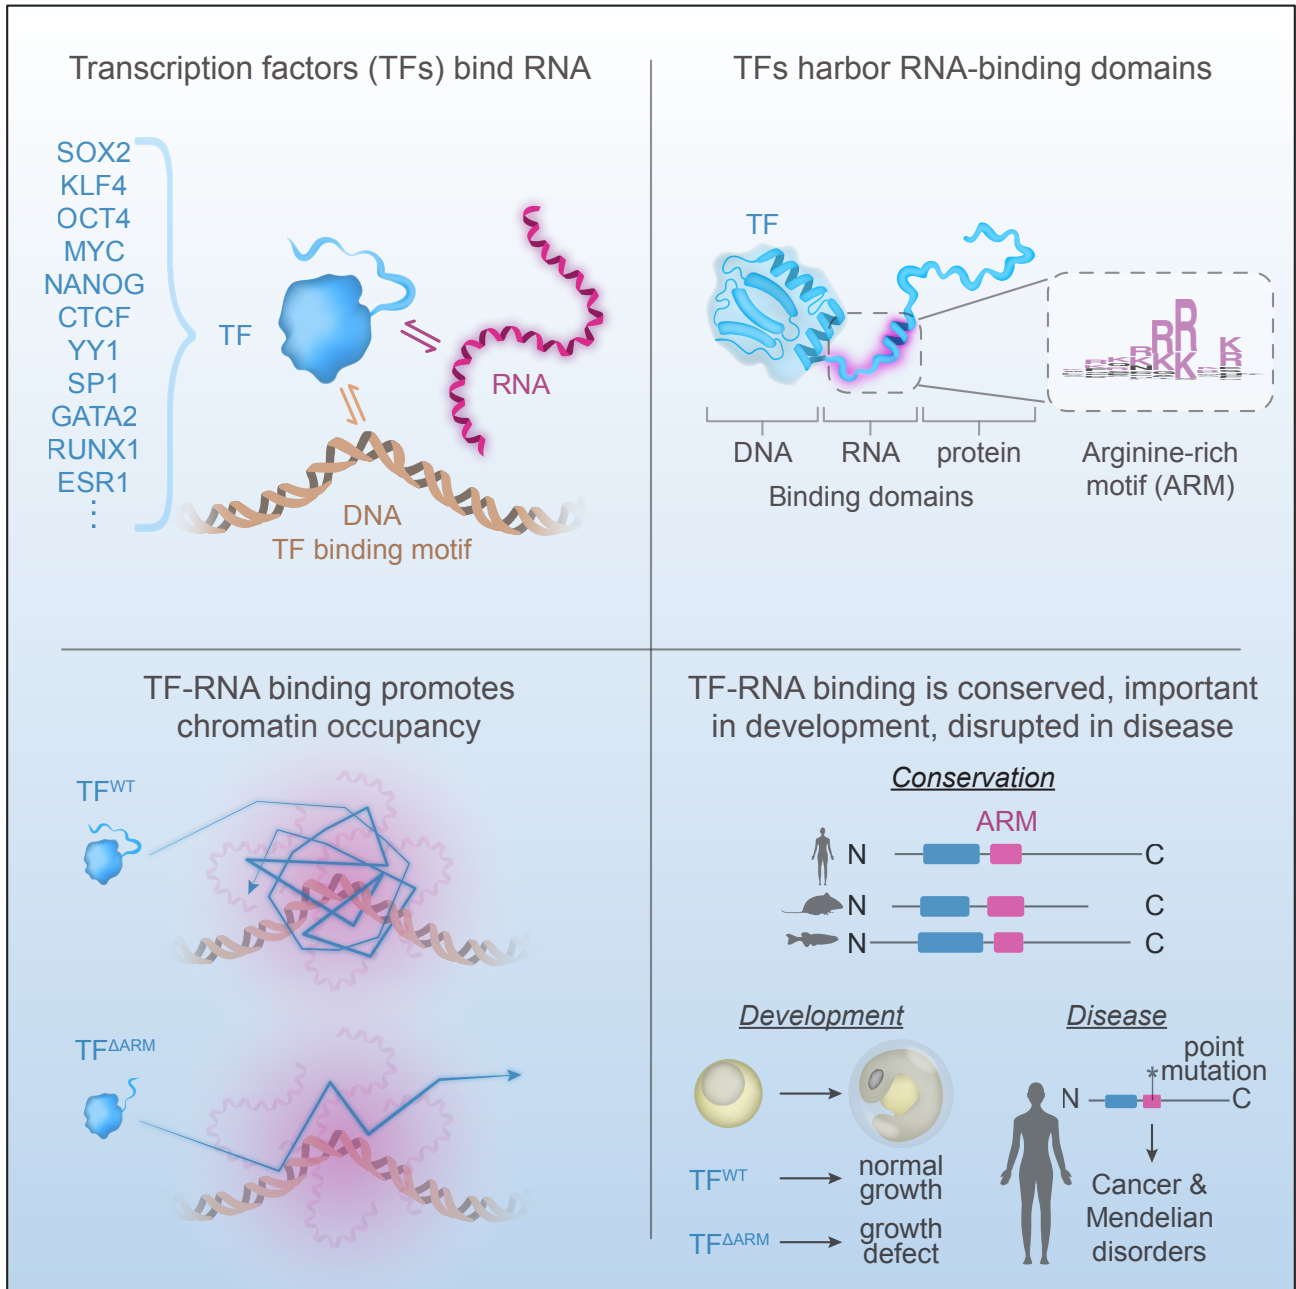 Transcription factors (TFs) bind RNA
SOX2
KLF4
OCT4
MYC
NANOG
CTCF
YY1
SP1
GATA2
RUNX1
ESR1
⋮
TF
RNA
DNA
TF binding motif
TFs harbor RNA-binding domains
TF
DNA
RNA
protein
Binding domains
R
R
K
K
R
Arginine-rich
motif (ARM)
TF-RNA binding promotes
chromatin occupancy
TFWT
TFΔARM
TF-RNA binding is conserved, important
in development, disrupted in disease
Conservation
ARM
N C
N C
N C
Development
TFWT
normal
growth
TFΔARM
growth
defect
Disease
point
*mutation
N C
Cancer &
Mendelian
disorders